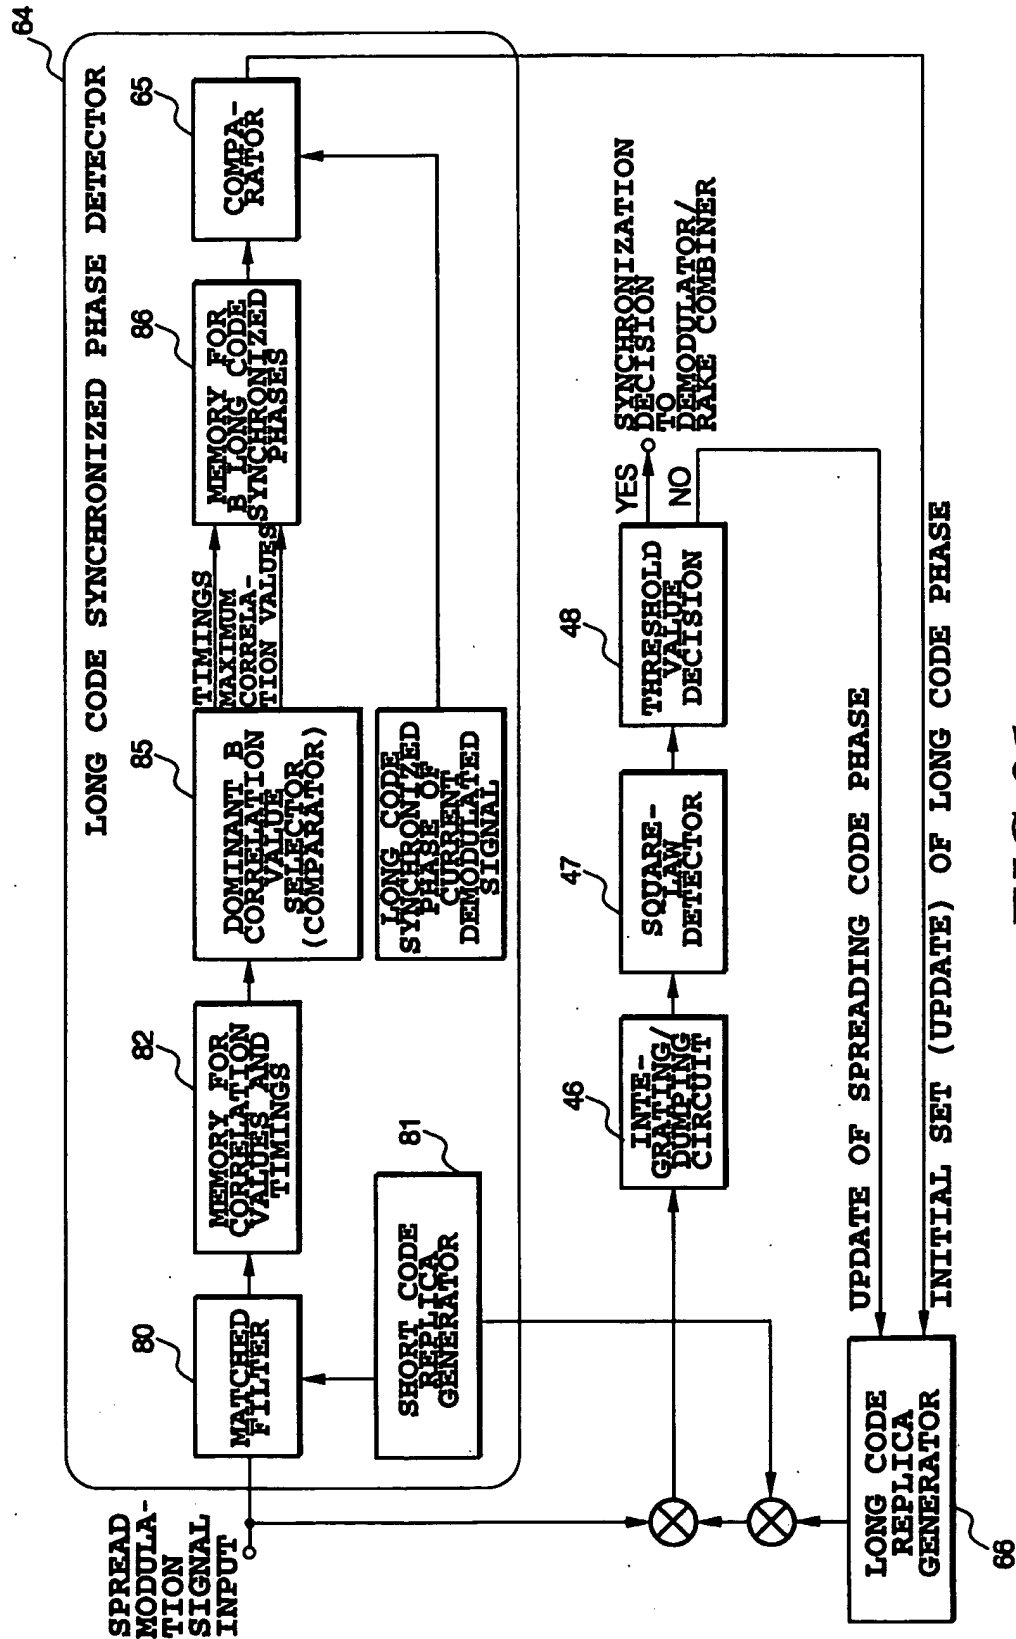 64
LONG CODE SYNCHRONIZED PHASE DETECTOR
SPREAD
MODULA-
TION
SIGNAL
INPUT
80
MATCHED
FILTER
82
MEMORY FOR
CORRELATION
VALUES AND
TIMINGS
85
DOMINANT B
CORRELATION
VALUE
SELECTOR
(COMPARATOR)
TIMINGS
MAXIMUM
CORRELA-
TION VALUES
86
MEMORY FOR
B LONG CODE
SYNCHRONIZED
PHASES
65
COMPA-
RATOR
81
SHORT CODE
REPLICA
GENERATOR
LONG CODE
SYNCHRONIZED
PHASE OF
CURRENT
DEMODULATED
SIGNAL
46
INTE-
GRATING/
DUMPING
CIRCUIT
47
SQUARE-
LAW
DETECTOR
48
THRESHOLD
VALUE
DECISION
YES
NO
SYNCHRONIZATION
DECISION
TO
DEMODULATOR/
RAKE COMBINER
UPDATE OF SPREADING CODE PHASE
INITIAL SET (UPDATE) OF LONG CODE PHASE
LONG CODE
REPLICA
GENERATOR
66